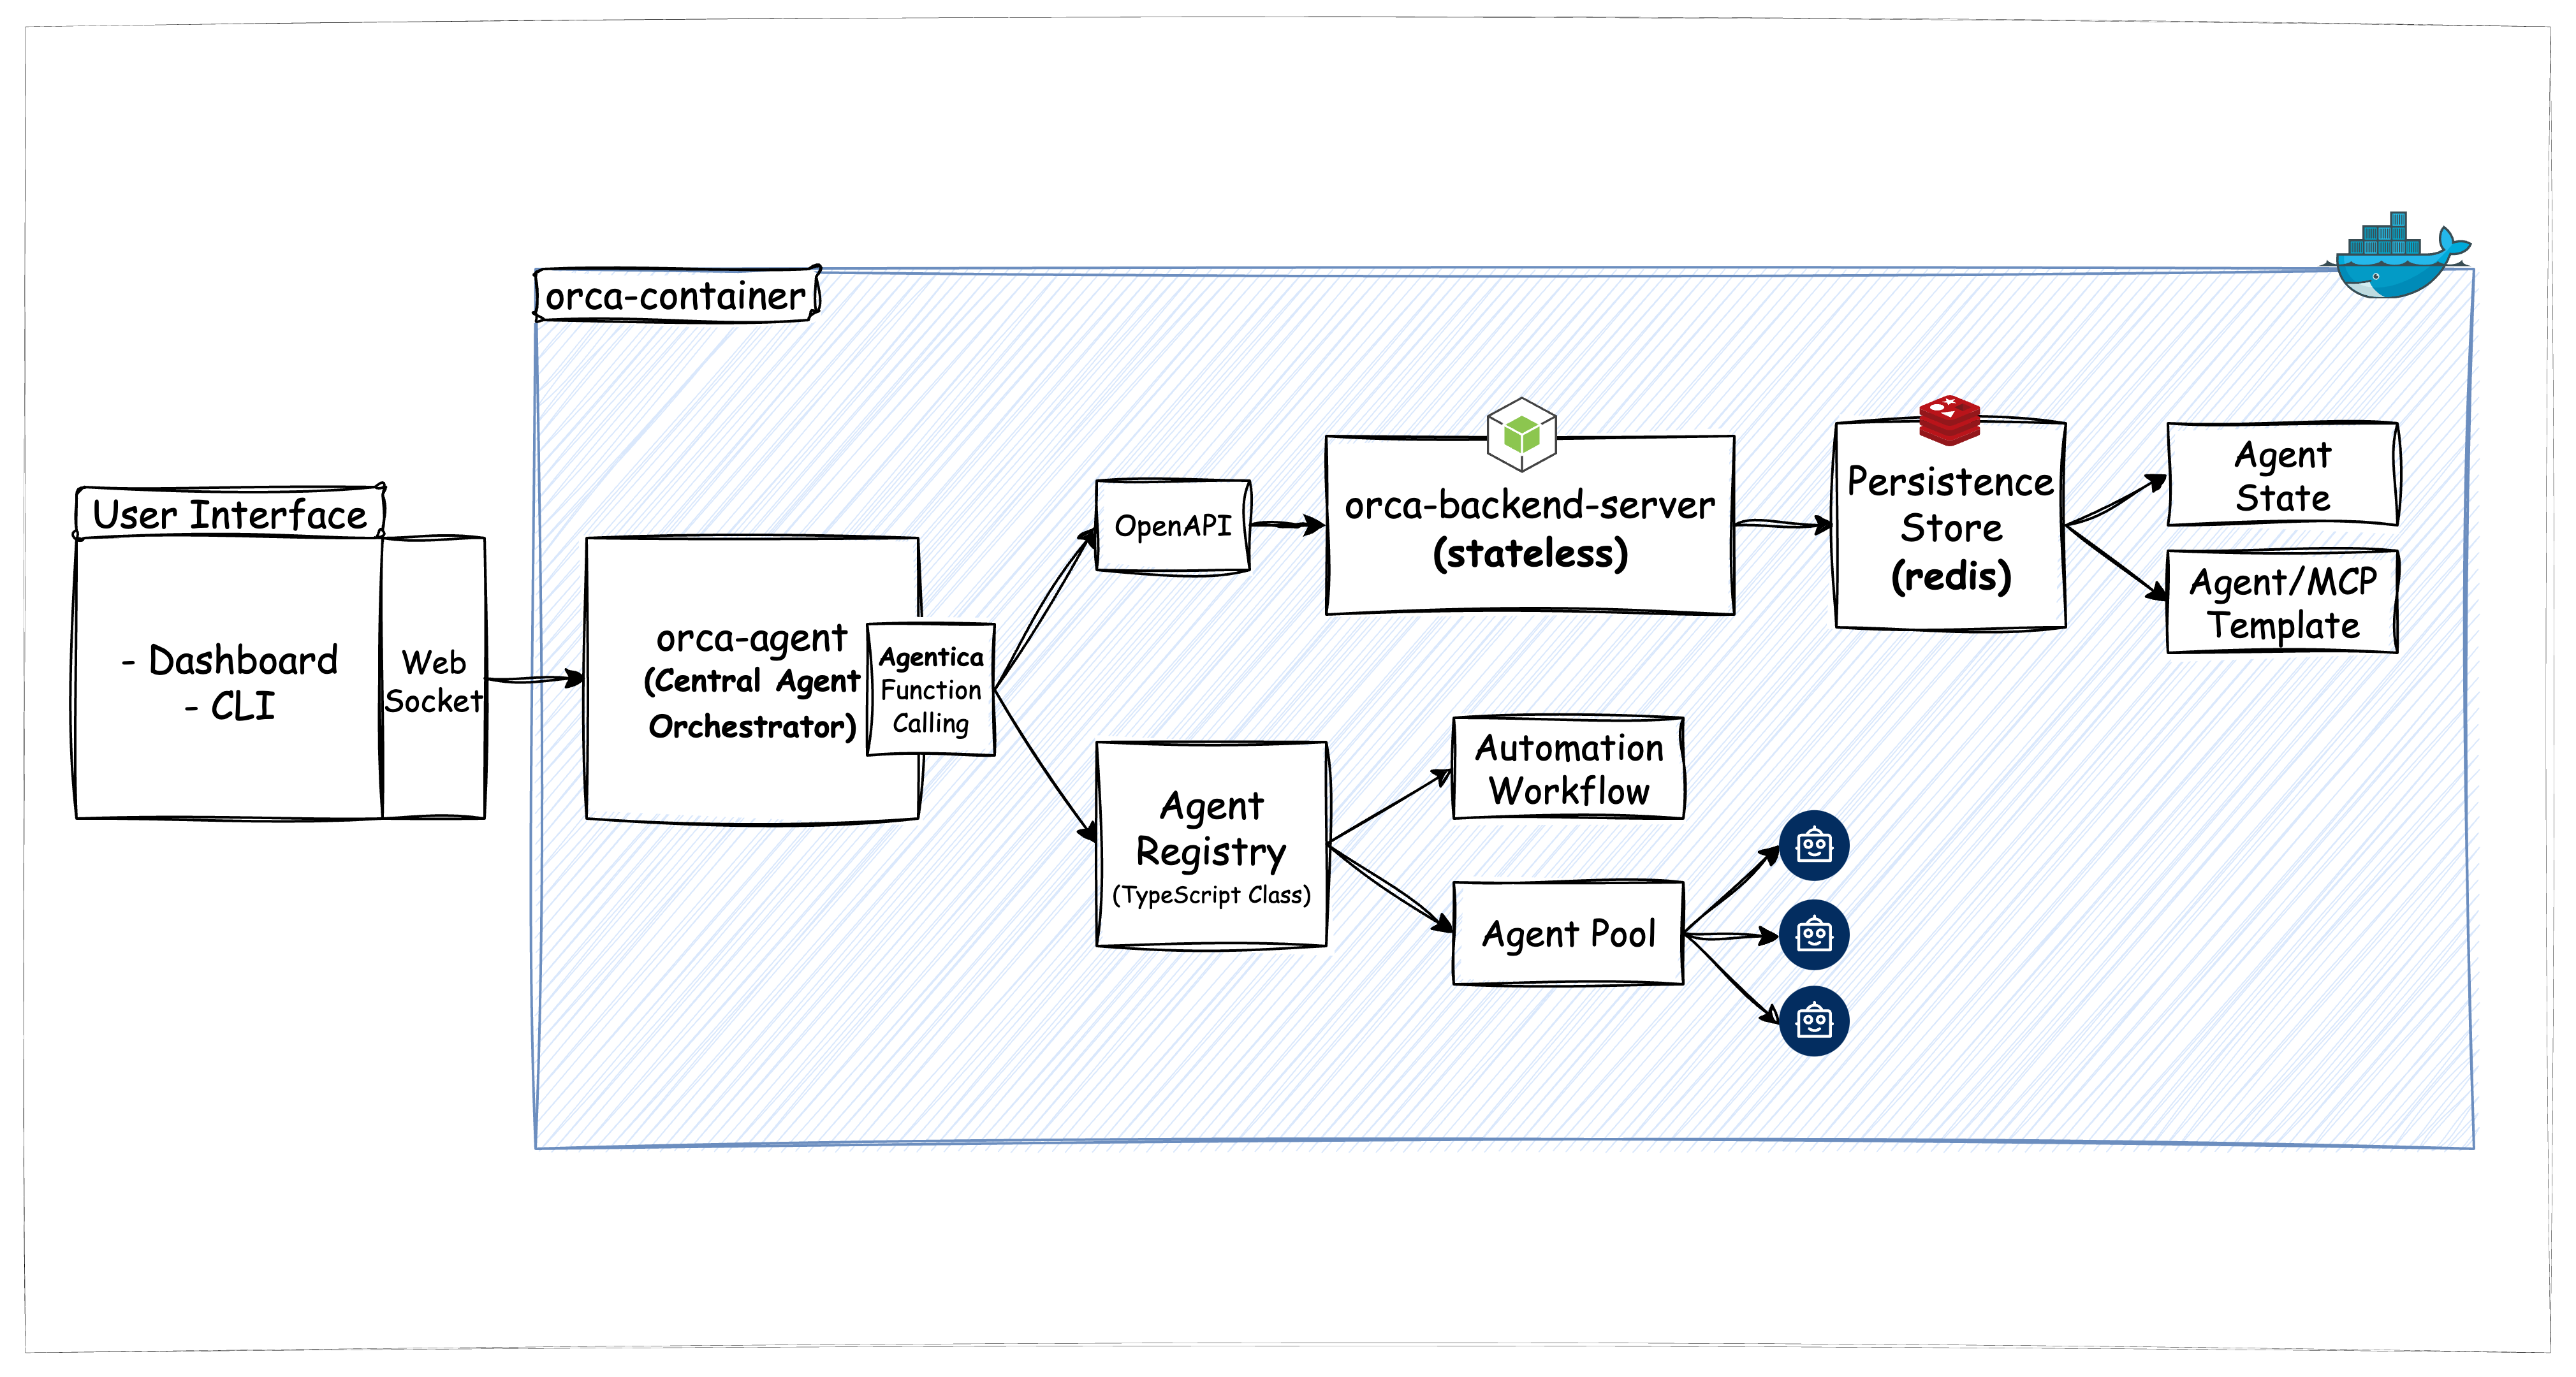 orca-container
User Interface
- Dashboard
- CLI
Web
Socket
orca-agent
(Central Agent
Orchestrator)
Agentica
Function
Calling
OpenAPI
orca-backend-server
(stateless)
Persistence
Store
(redis)
Agent
State
Agent/MCP
Template
Agent
Registry
(TypeScript Class)
Automation
Workflow
Agent Pool